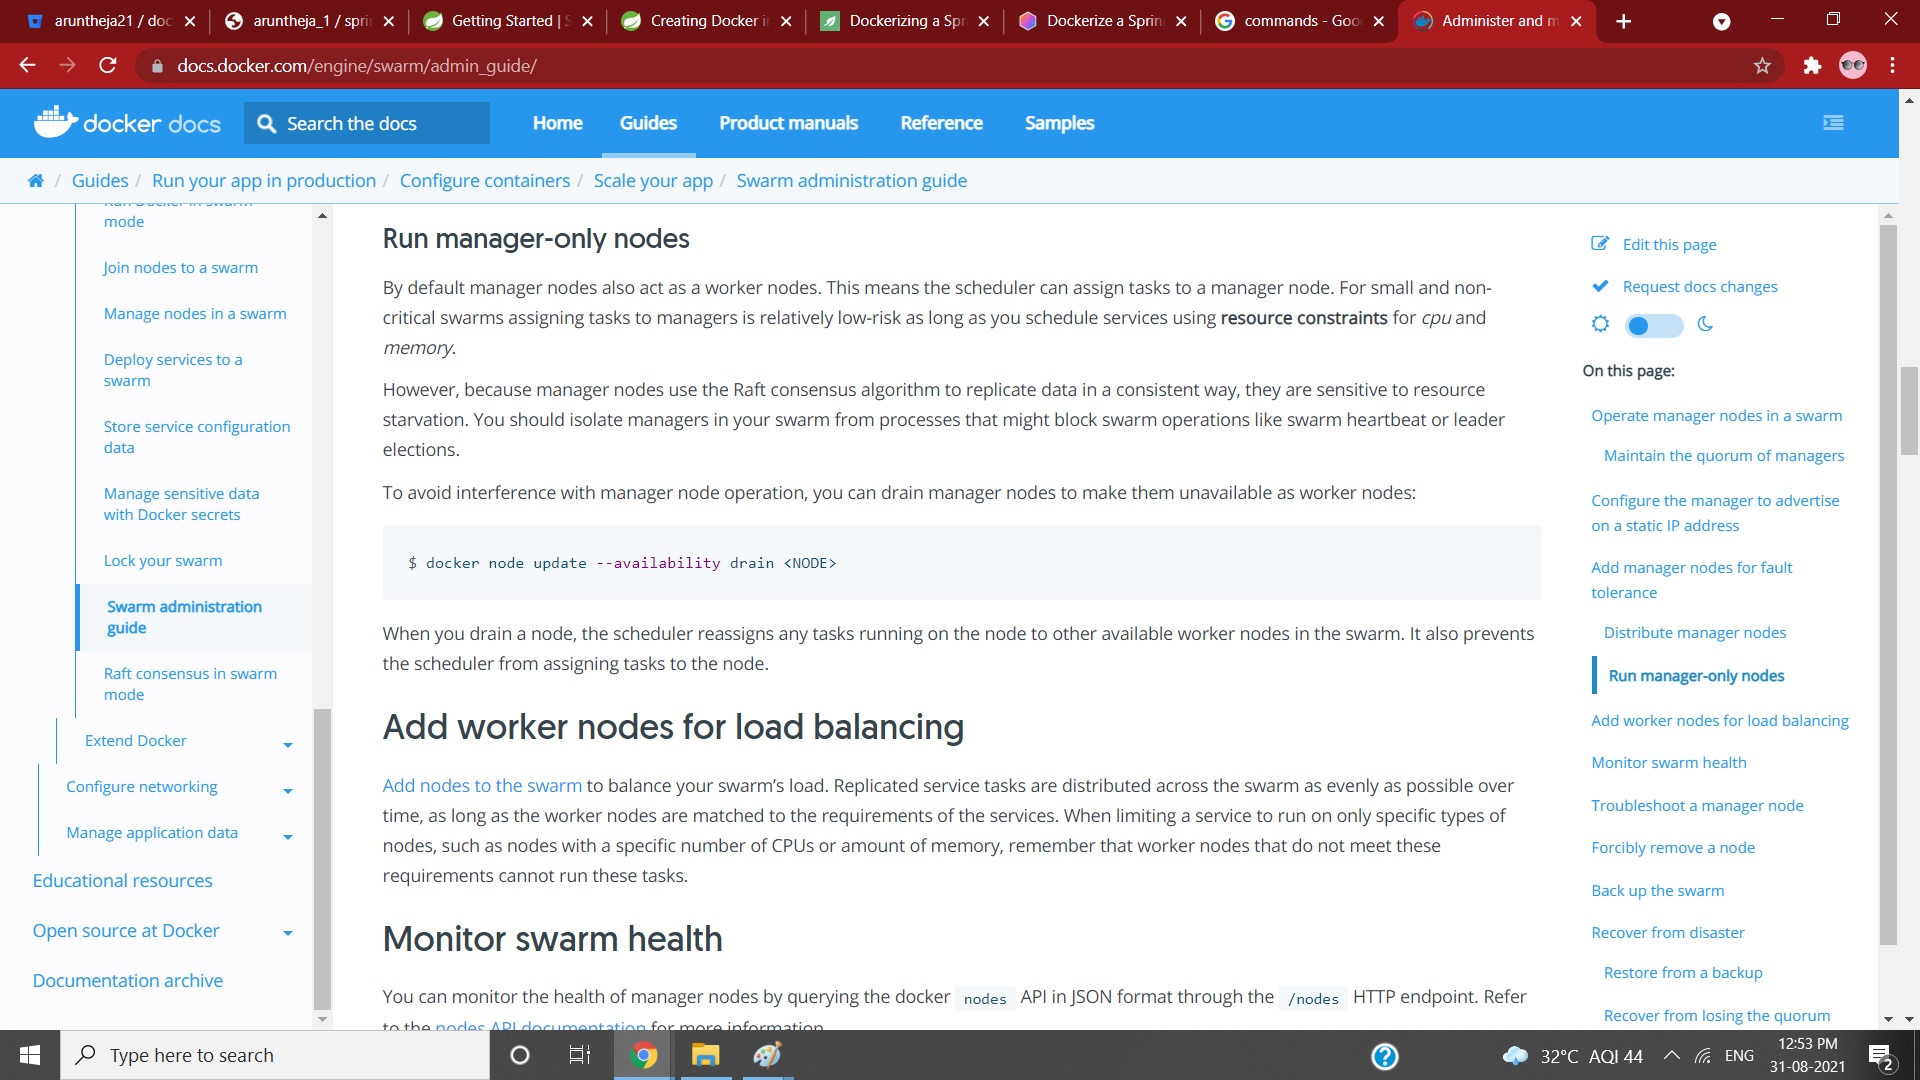 aruntheja21 / doc
aruntheja_1 / spri
Getting Started | S
Creating Docker i
Dockerizing a Spr
Dockerize a Sprin
commands - Goo
Administer and m
docs.docker.com/engine/swarm/admin_guide/
docker docs
Search the docs
Home
Guides
Product manuals
Reference
Samples
/ Guides / Run your app in production / Configure containers / Scale your app / Swarm administration guide
Run Docker in swarm
mode
Join nodes to a swarm
Manage nodes in a swarm
Deploy services to a
swarm
Store service configuration
data
Manage sensitive data
with Docker secrets
Lock your swarm
Swarm administration
guide
Raft consensus in swarm
mode
Extend Docker
Configure networking
Manage application data
Educational resources
Open source at Docker
Documentation archive
Run manager-only nodes
By default manager nodes also act as a worker nodes. This means the scheduler can assign tasks to a manager node. For small and non-
critical swarms assigning tasks to managers is relatively low-risk as long as you schedule services using resource constraints for cpu and
memory.
However, because manager nodes use the Raft consensus algorithm to replicate data in a consistent way, they are sensitive to resource
starvation. You should isolate managers in your swarm from processes that might block swarm operations like swarm heartbeat or leader
elections.
To avoid interference with manager node operation, you can drain manager nodes to make them unavailable as worker nodes:
$ docker node update --availability drain <NODE>
When you drain a node, the scheduler reassigns any tasks running on the node to other available worker nodes in the swarm. It also prevents
the scheduler from assigning tasks to the node.
Add worker nodes for load balancing
Add nodes to the swarm to balance your swarm’s load. Replicated service tasks are distributed across the swarm as evenly as possible over
time, as long as the worker nodes are matched to the requirements of the services. When limiting a service to run on only specific types of
nodes, such as nodes with a specific number of CPUs or amount of memory, remember that worker nodes that do not meet these
requirements cannot run these tasks.
Monitor swarm health
You can monitor the health of manager nodes by querying the docker nodes API in JSON format through the /nodes HTTP endpoint. Refer
to the nodes API documentation for more information.
Edit this page
Request docs changes
On this page:
Operate manager nodes in a swarm
Maintain the quorum of managers
Configure the manager to advertise
on a static IP address
Add manager nodes for fault
tolerance
Distribute manager nodes
Run manager-only nodes
Add worker nodes for load balancing
Monitor swarm health
Troubleshoot a manager node
Forcibly remove a node
Back up the swarm
Recover from disaster
Restore from a backup
Recover from losing the quorum
Type here to search
32°C AQI 44
ENG
12:53 PM
31-08-2021
2